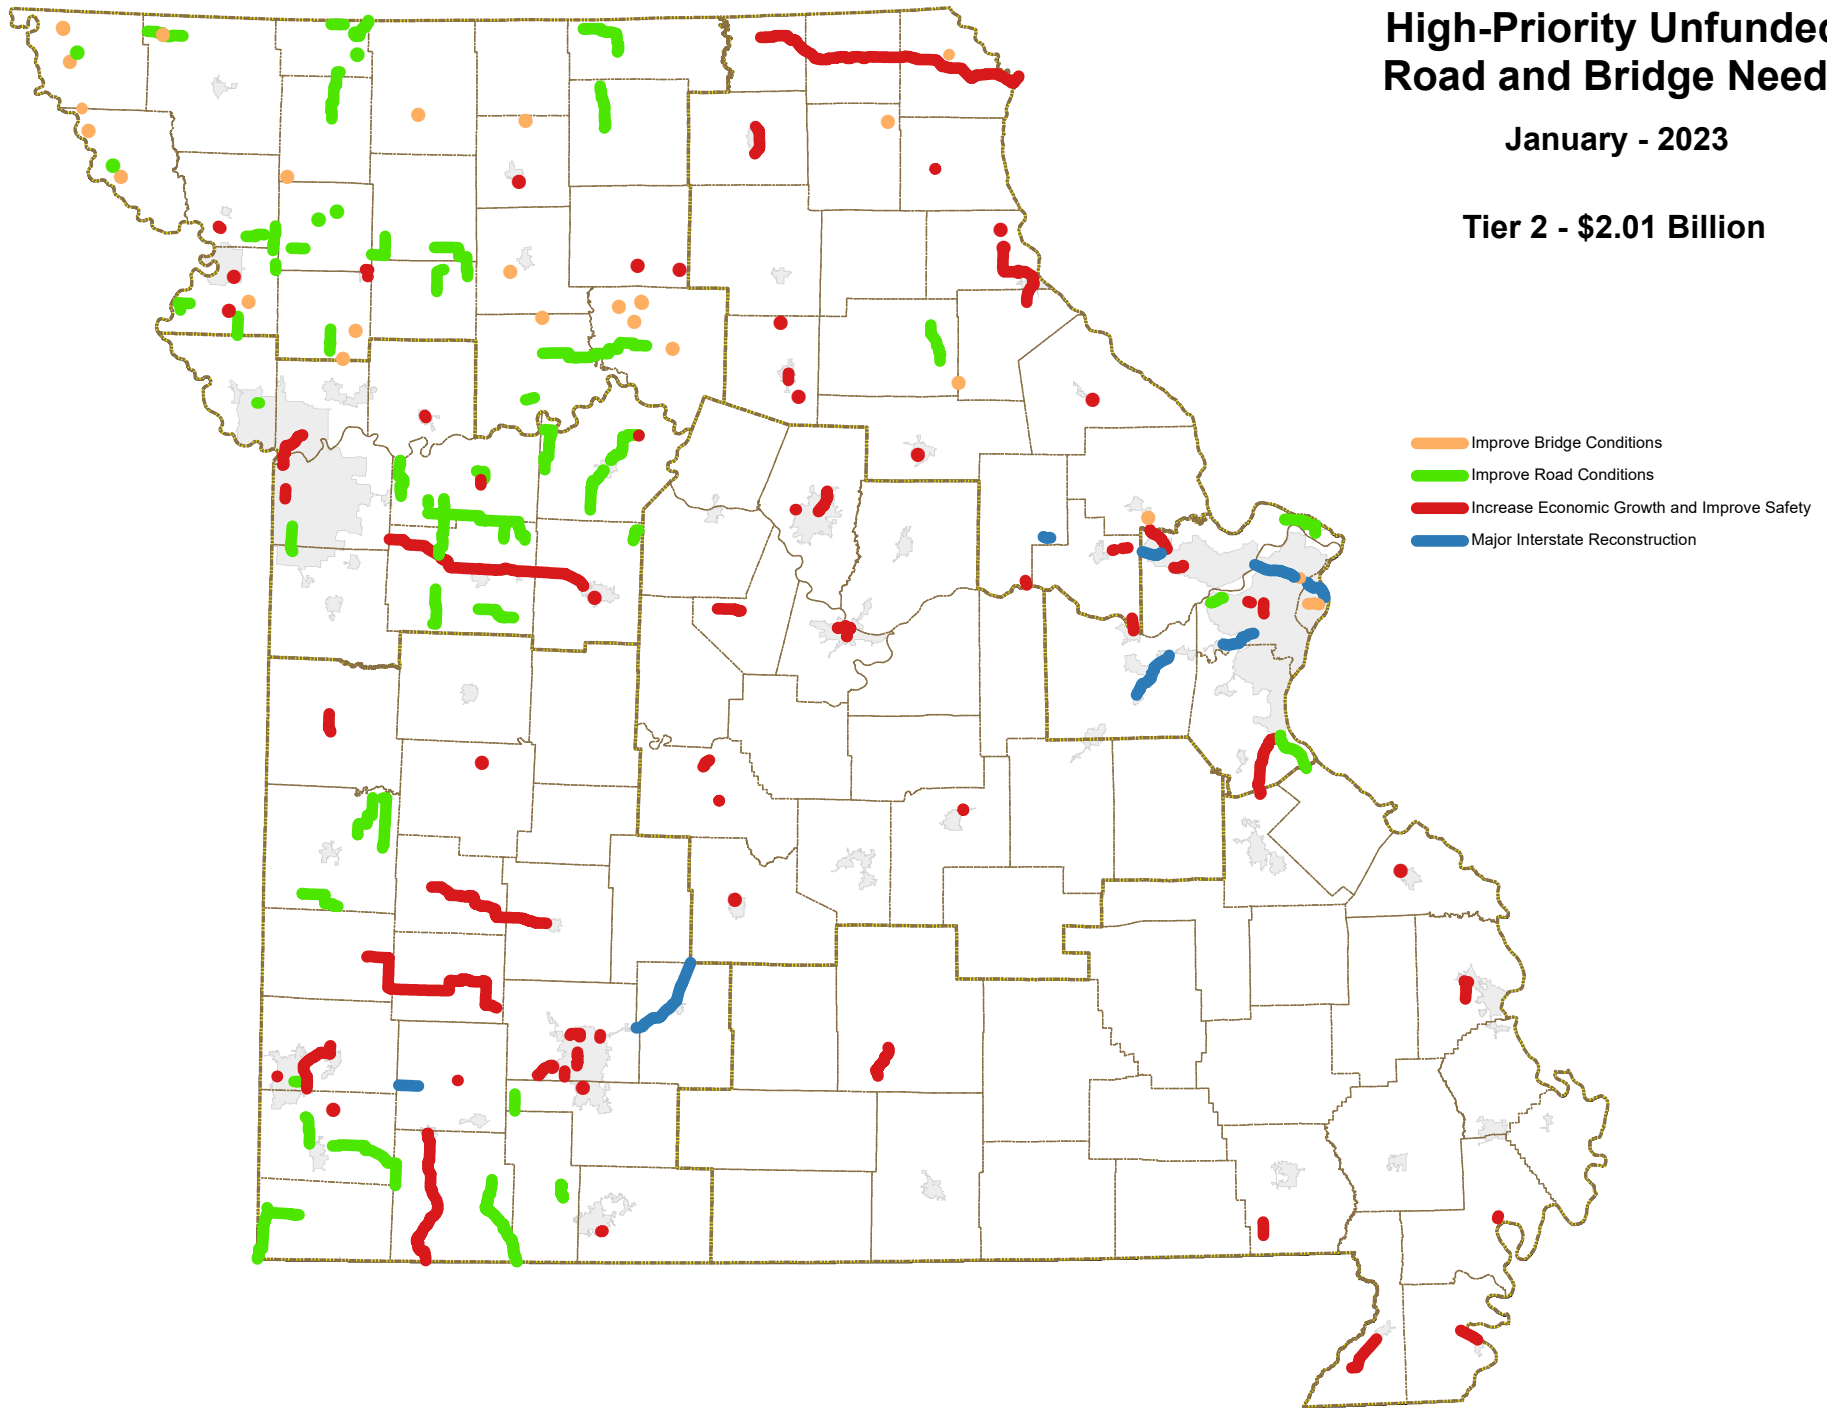 High-Priority Unfunded
Road and Bridge Need
January - 2023
Tier 2 - $2.01 Billion
Improve Bridge Conditions
Improve Road Conditions
Increase Economic Growth and Improve Safety
Major Interstate Reconstruction